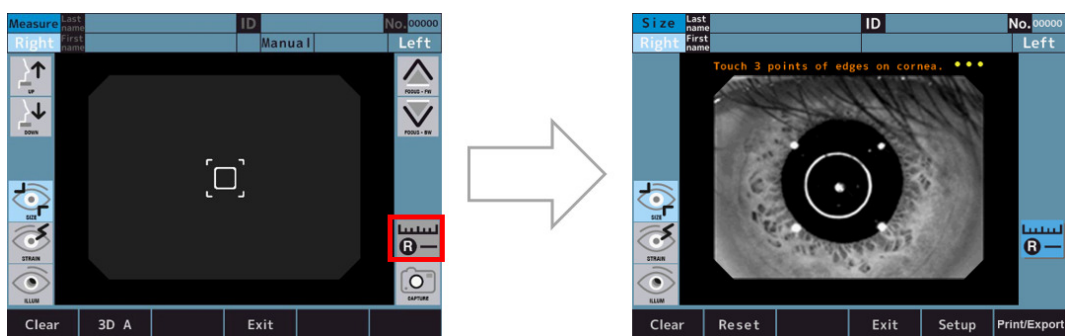 Measure Last name ID No. 00000
Right First name Manual Left
UP
FOCUS - FW
DOWN
FOCUS - BW
SIZE
STRAIN
R
ILLUM
CAPTURE
Clear 3D A Exit
Size Last name ID No. 00000
Right First name Left
Touch 3 points of edges on cornea.
SIZE
STRAIN
R
ILLUM
Clear Reset Exit Setup Print/Export